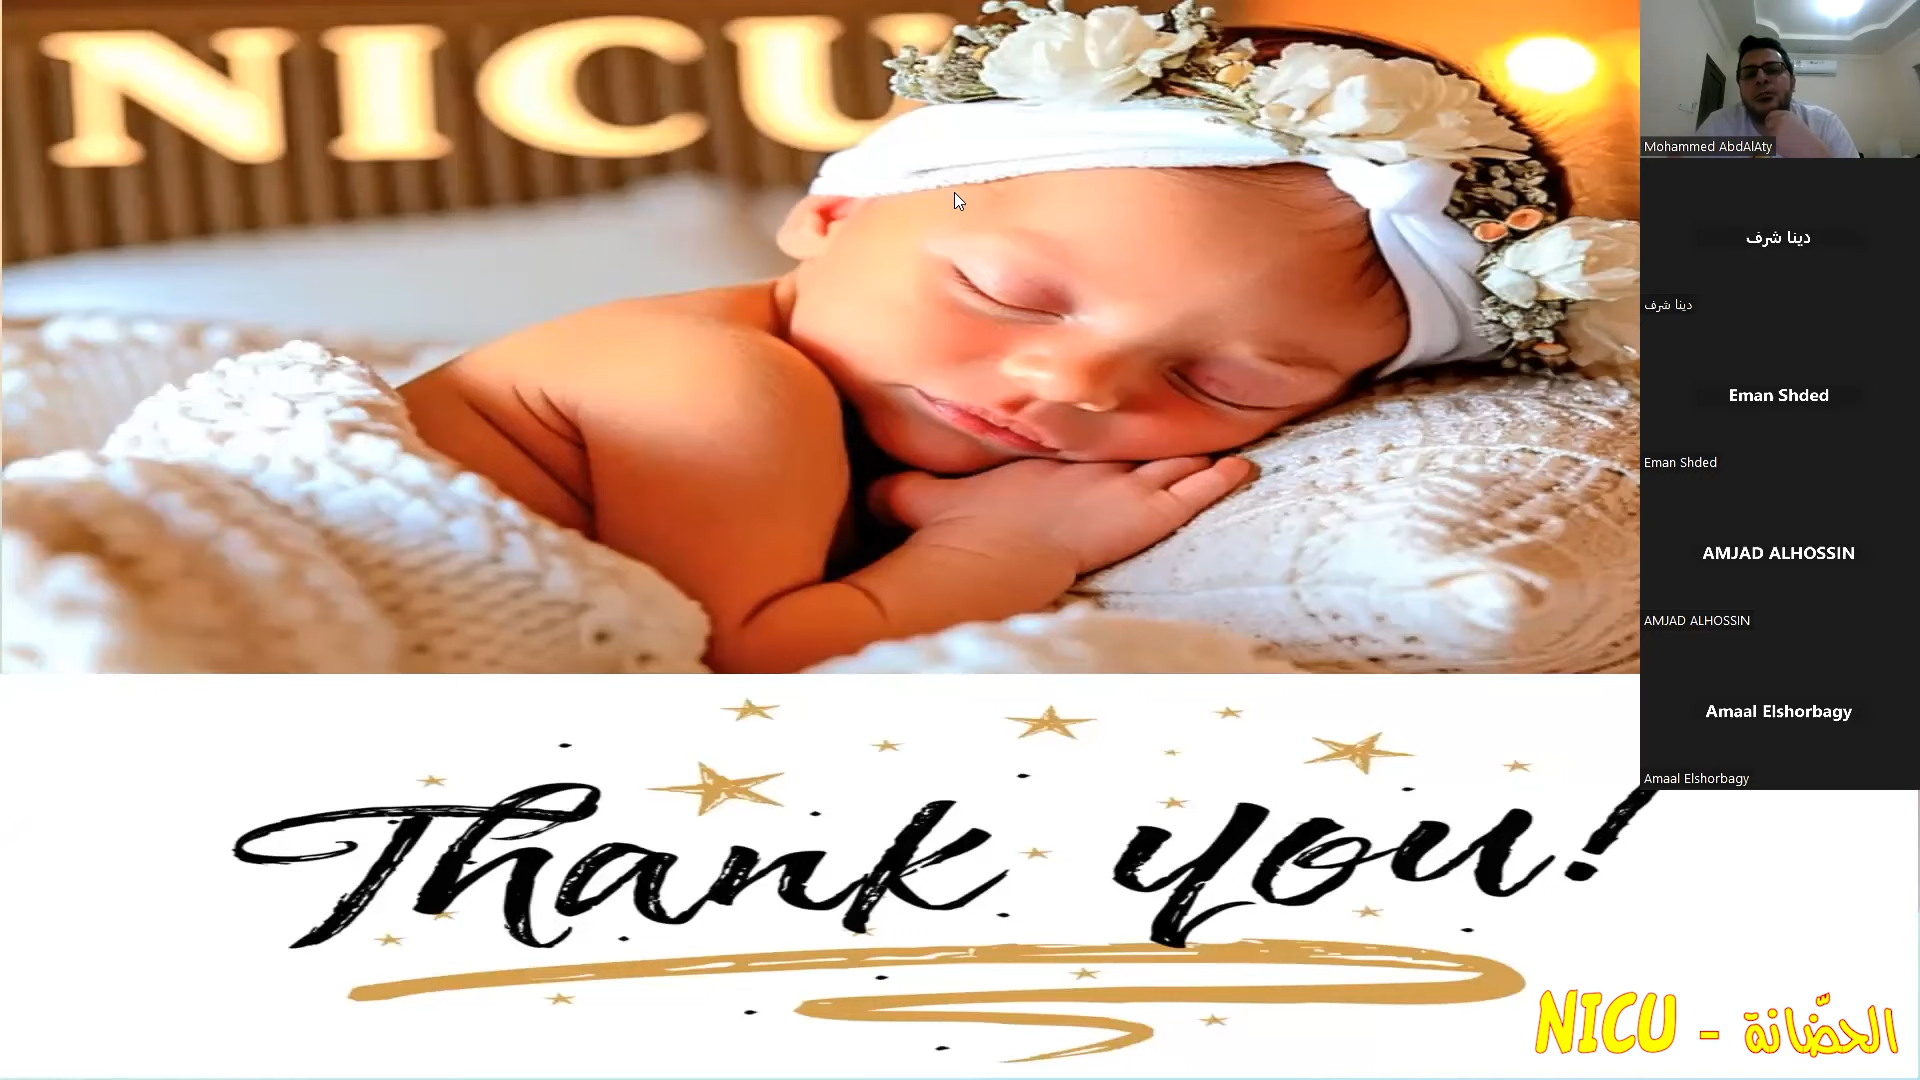 NICU
Mohammed AbdAlAty
دينا شرف
دينا شرف
Eman Shded
Eman Shded
AMJAD ALHOSSIN
AMJAD ALHOSSIN
Amaal Elshorbagy
Amaal Elshorbagy
Thank you!
NICU - الحضّانة